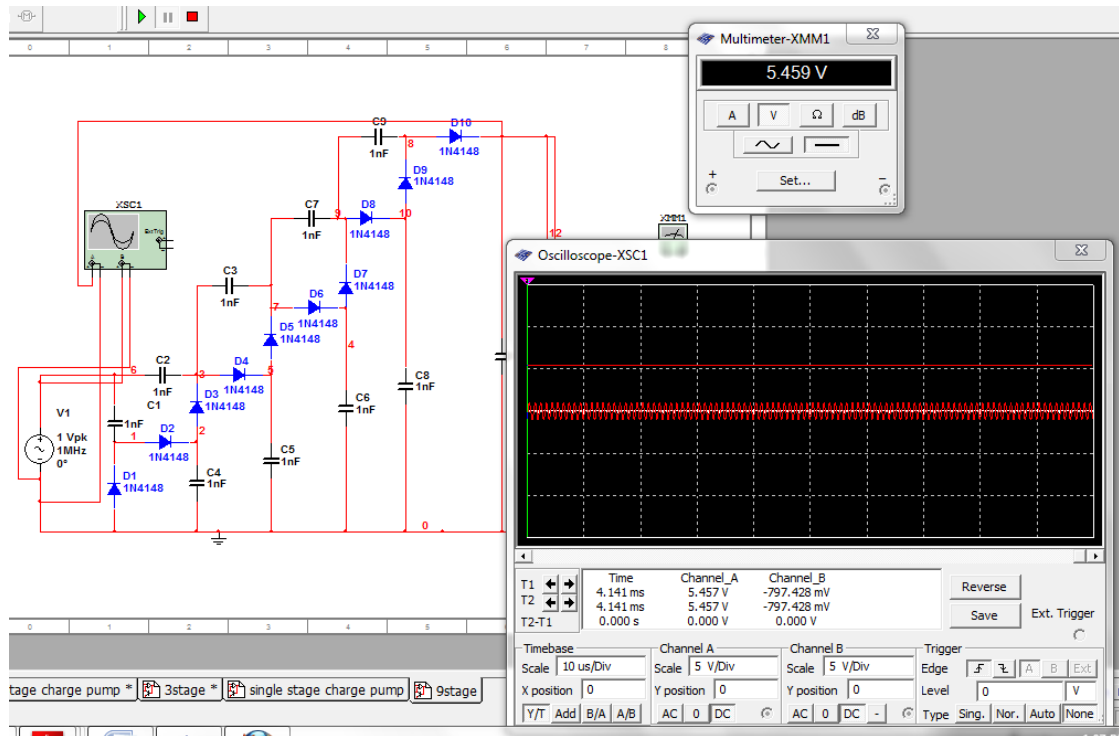 0 1 2 3 4 5 6 7 8
Multimeter-XMM1
5.459 V
A V Ω dB
+ Set... -
XSC1
Ext Trig
A B
V1
1 Vpk
1MHz
0°
6
C2
1nF
C1
1nF
1
D1
1N4148
D2
1N4148
2
D3
1N4148
C4
1nF
3
D4
1N4148
C3
1nF
5
C5
1nF
D5
1N4148
7
D6
1N4148
C7
1nF
4
C6
1nF
D7
1N4148
9
D8
1N4148
10
C8
1nF
C9
1nF
8
D9
1N4148
D10
1N4148
12
XMM1
0
Oscilloscope-XSC1
T1
T2
T2-T1
Time Channel_A Channel_B
4.141 ms 5.457 V -797.428 mV
4.141 ms 5.457 V -797.428 mV
0.000 s 0.000 V 0.000 V
Reverse
Save
Ext. Trigger
Timebase
Scale 10 us/Div
X position 0
Y/T Add B/A A/B
Channel A
Scale 5 V/Div
Y position 0
AC 0 DC
Channel B
Scale 5 V/Div
Y position 0
AC 0 DC -
Trigger
Edge A B Ext
Level 0 V
Type Sing. Nor. Auto None
0 1 2 3 4 5
tage charge pump * 3stage * single stage charge pump 9stage